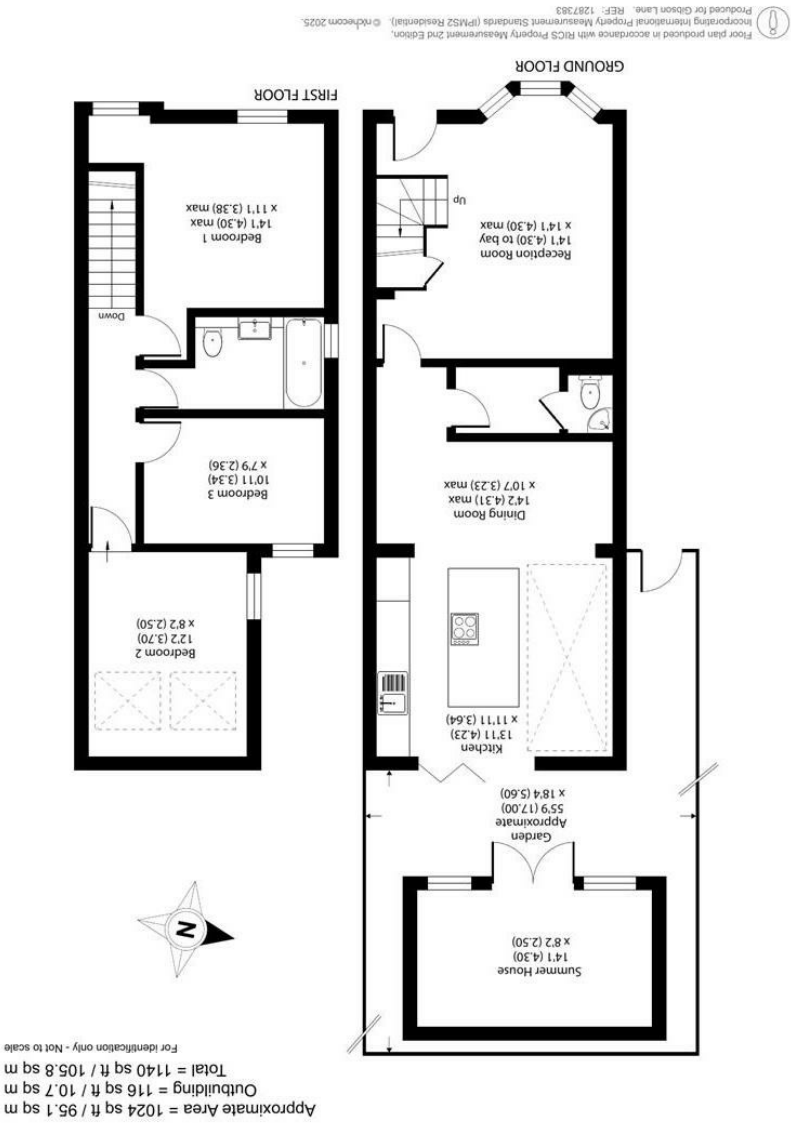 Approximate Area = 1024 sq ft / 95.1 sq m
Outbuilding = 116 sq ft / 10.7 sq m
Total = 1140 sq ft / 105.8 sq m
For identification only - Not to scale
N
Summer House
14'1 (4.30)
x 8'2 (2.50)
Garden
Approximate
55'9 (17.00)
x 18'4 (5.60)
Kitchen
13'11 (4.23)
x 11'11 (3.64)
Dining Room
14'2 (4.31) max
x 10'7 (3.23) max
Reception Room
14'1 (4.30) to bay
x 14'1 (4.30) max
Up
GROUND FLOOR
Bedroom 2
12'2 (3.70)
x 8'2 (2.50)
Bedroom 3
10'11 (3.34)
x 7'9 (2.36)
Down
Bedroom 1
14'1 (4.30) max
x 11'1 (3.38) max
FIRST FLOOR
Floor plan produced in accordance with RICS Property Measurement 2nd Edition,
Incorporating International Property Measurement Standards (IPMS2 Residential). ©nichecom 2025.
Produced for Gibson Lane. REF: 1287383